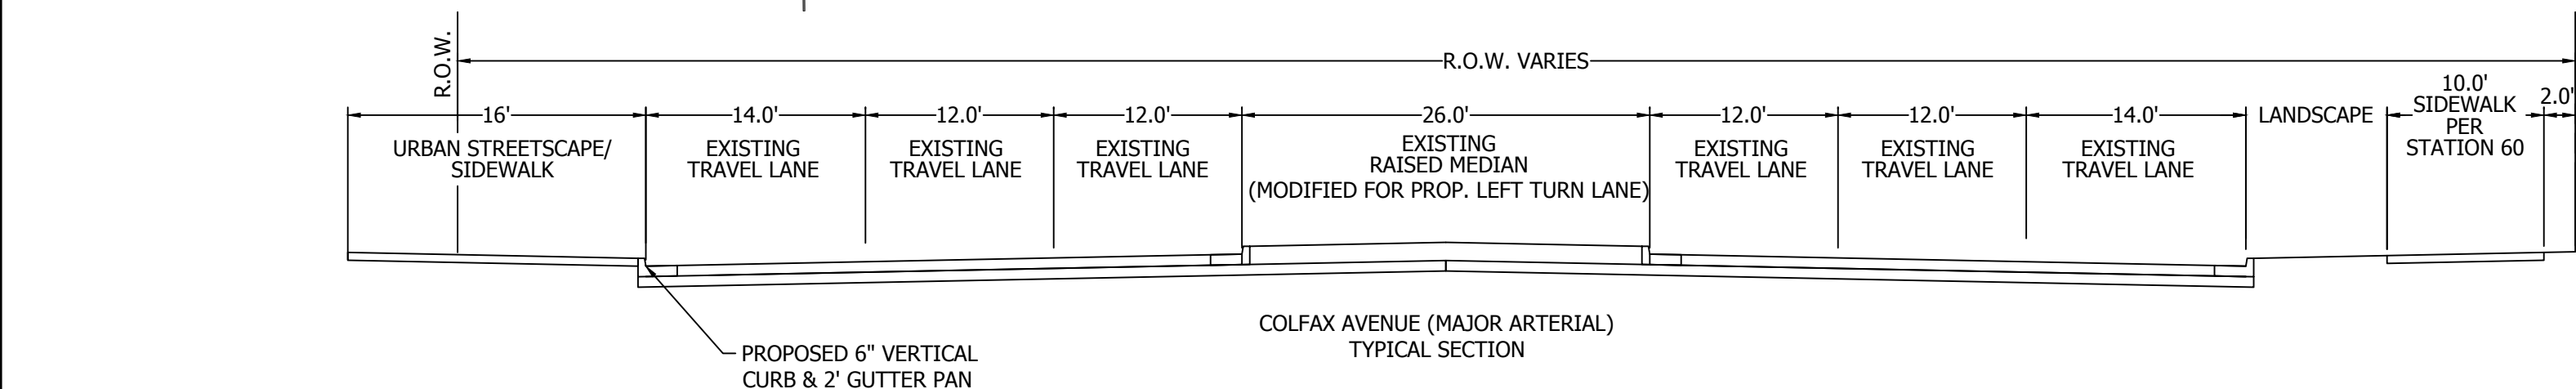 R.O.W.
R.O.W. VARIES
16'
URBAN STREETSCAPE/
SIDEWALK
14.0'
EXISTING
TRAVEL LANE
12.0'
EXISTING
TRAVEL LANE
12.0'
EXISTING
TRAVEL LANE
26.0'
EXISTING
RAISED MEDIAN
(MODIFIED FOR PROP. LEFT TURN LANE)
12.0'
EXISTING
TRAVEL LANE
12.0'
EXISTING
TRAVEL LANE
14.0'
EXISTING
TRAVEL LANE
LANDSCAPE
10.0'
SIDEWALK
PER
STATION 60
2.0'
PROPOSED 6" VERTICAL
CURB & 2' GUTTER PAN
COLFAX AVENUE (MAJOR ARTERIAL)
TYPICAL SECTION